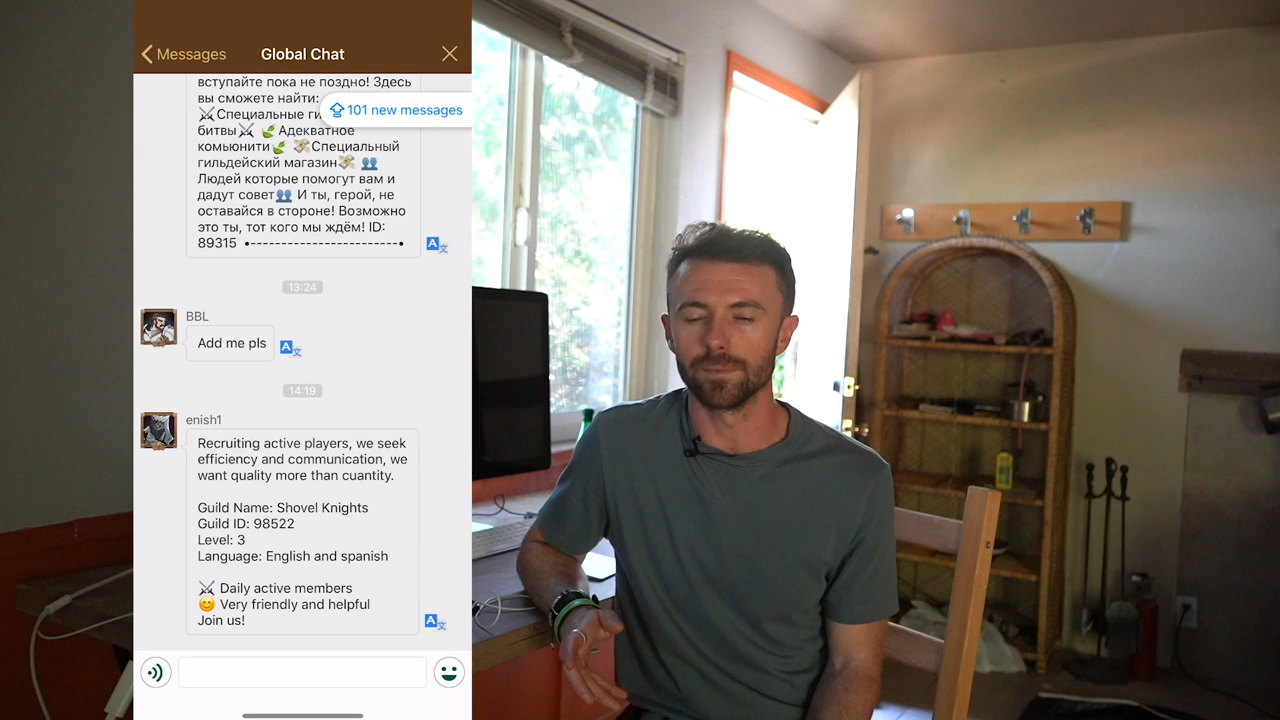 Messages
Global Chat
вступайте пока не поздно! Здесь
вы сможете найти:
101 new messages
⚔Специальные ги
битвы⚔ 🍃Адекватное
комьюнити🍃 💸Специальный
гильдейский магазин💸 👥
Людей которые помогут вам и
дадут совет👥 И ты, герой, не
оставайся в стороне! Возможно
это ты, тот кого мы ждём! ID:
89315 •-------------------------•
13:24
BBL
Add me pls
14:19
enish1
Recruiting active players, we seek
efficiency and communication, we
want quality more than cuantity.
Guild Name: Shovel Knights
Guild ID: 98522
Level: 3
Language: English and spanish
⚔ Daily active members
😊 Very friendly and helpful
Join us!